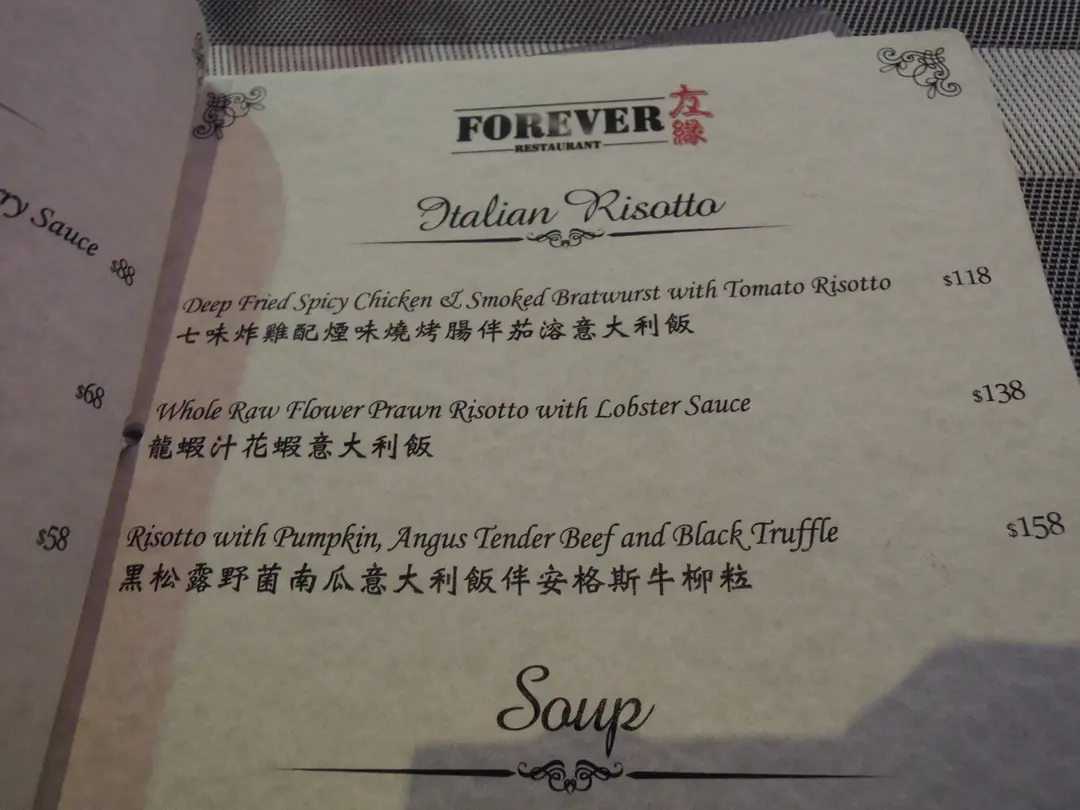 ry Sauce $88
$68
$58
FOREVER 友緣
RESTAURANT
Italian Risotto
Deep Fried Spicy Chicken & Smoked Bratwurst with Tomato Risotto $118
七味炸雞配煙味燒烤腸伴茄溶意大利飯
Whole Raw Flower Prawn Risotto with Lobster Sauce $138
龍蝦汁花蝦意大利飯
Risotto with Pumpkin, Angus Tender Beef and Black Truffle $158
黑松露野菌南瓜意大利飯伴安格斯牛柳粒
Soup